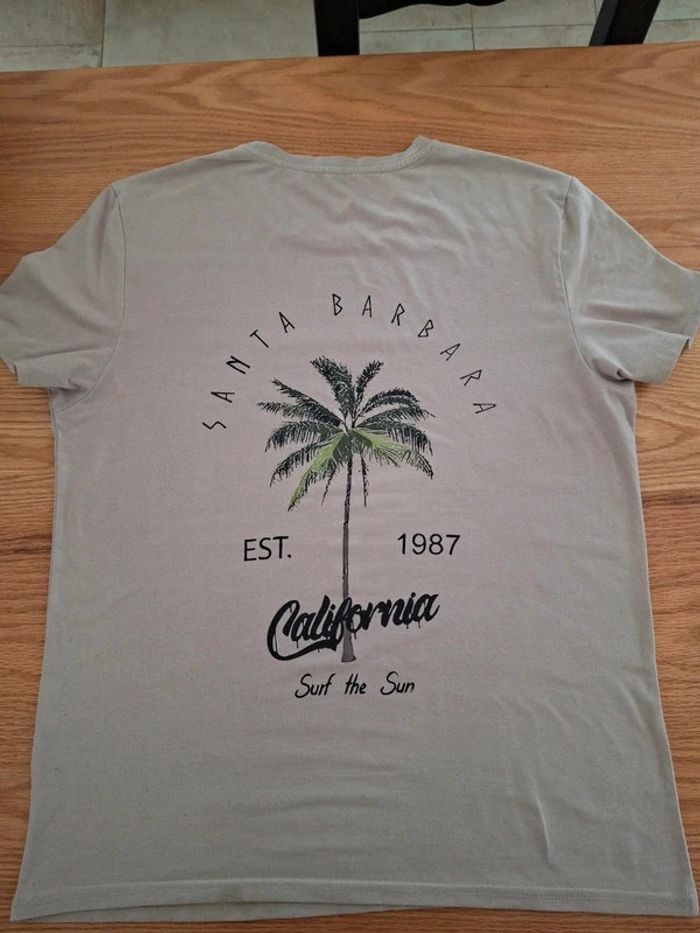 SANTA BARBARA
EST. 1987
California
Surf the Sun